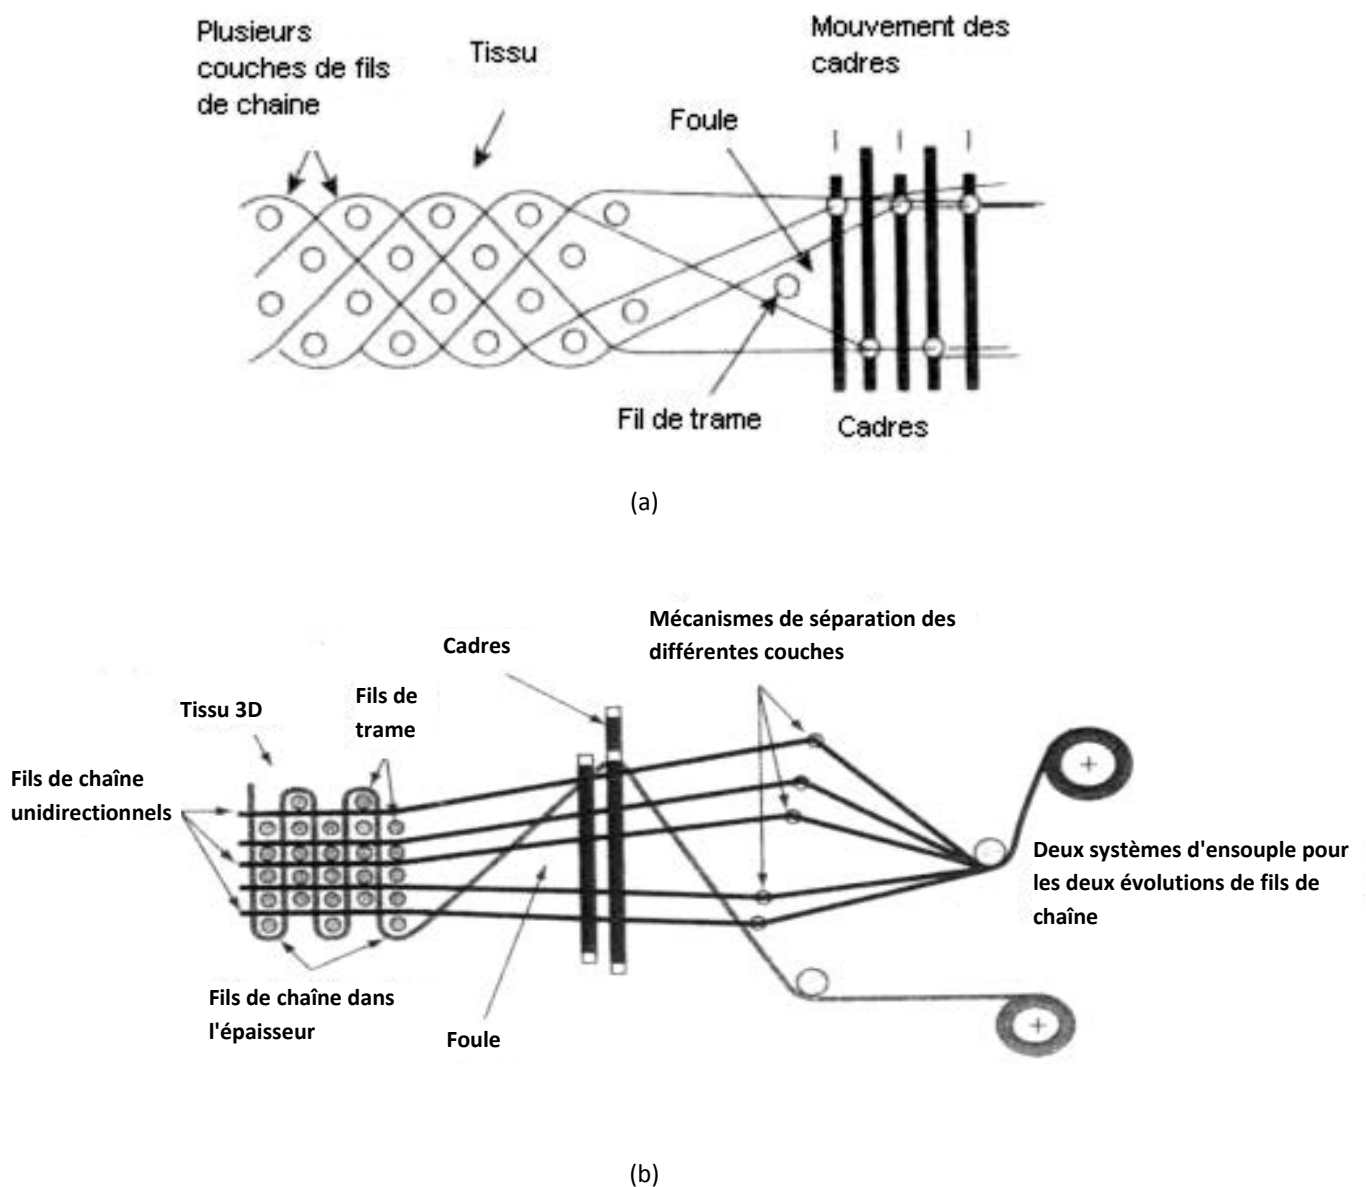 Plusieurs
couches de fils
de chaine
Tissu
Mouvement des
cadres
Foule
Fil de trame
Cadres
(a)
Mécanismes de séparation des
différentes couches
Cadres
Fils de
trame
Tissu 3D
Fils de chaîne
unidirectionnels
Deux systèmes d'ensouple pour
les deux évolutions de fils de
chaîne
Fils de chaîne dans
l'épaisseur
Foule
(b)